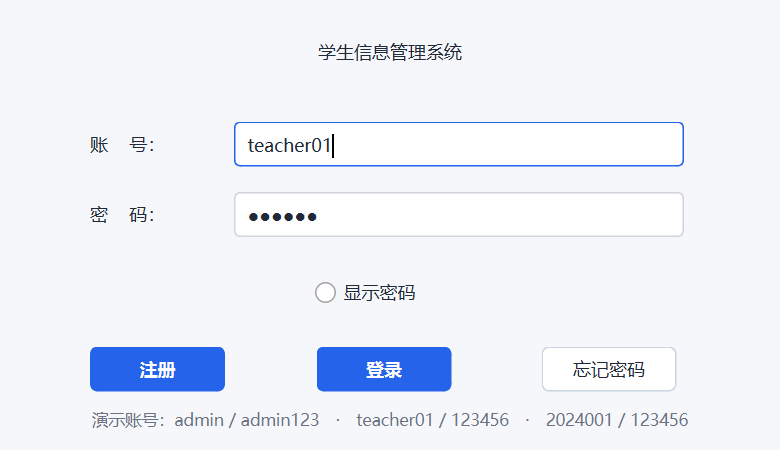 学生信息管理系统
账 号： teacher01
密 码： ●●●●●●
显示密码
注册 登录 忘记密码
演示账号：admin / admin123 · teacher01 / 123456 · 2024001 / 123456